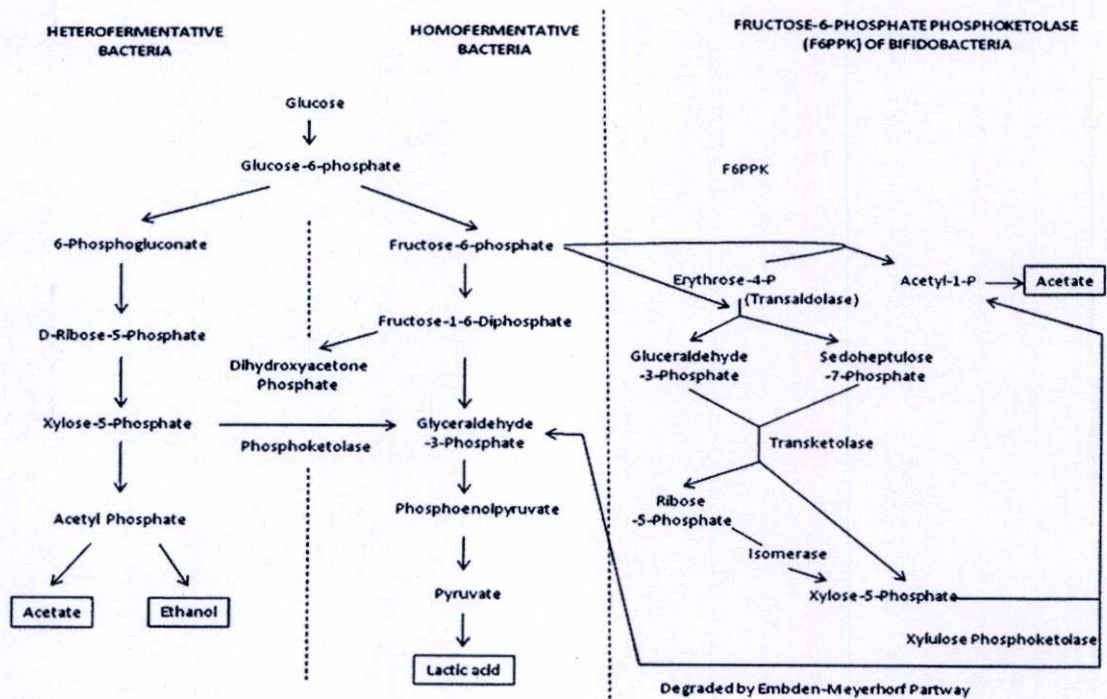 HETEROFERMENTATIVE
BACTERIA
HOMOFERMENTATIVE
BACTERIA
FRUCTOSE-6-PHOSPHATE PHOSPHOKETOLASE
(F6PPK) OF BIFIDOBACTERIA
Glucose
Glucose-6-phosphate
F6PPK
6-Phosphogluconate
Fructose-6-phosphate
Erythrose-4-P
Acetyl-1-P
Acetate
(Transaldolase)
D-Ribose-5-Phosphate
Fructose-1-6-Diphosphate
Dihydroxyacetone
Phosphate
Gluceraldehyde
-3-Phosphate
Sedoheptulose
-7-Phosphate
Xylose-5-Phosphate
Phosphoketolase
Glyceraldehyde
-3-Phosphate
Transketolase
Acetyl Phosphate
Phosphoenolpyruvate
Ribose
-5-Phosphate
Isomerase
Acetate
Ethanol
Pyruvate
Xylose-5-Phosphate
Xylulose Phosphoketolase
Lactic acid
Degraded by Embden-Meyerhorf Partway